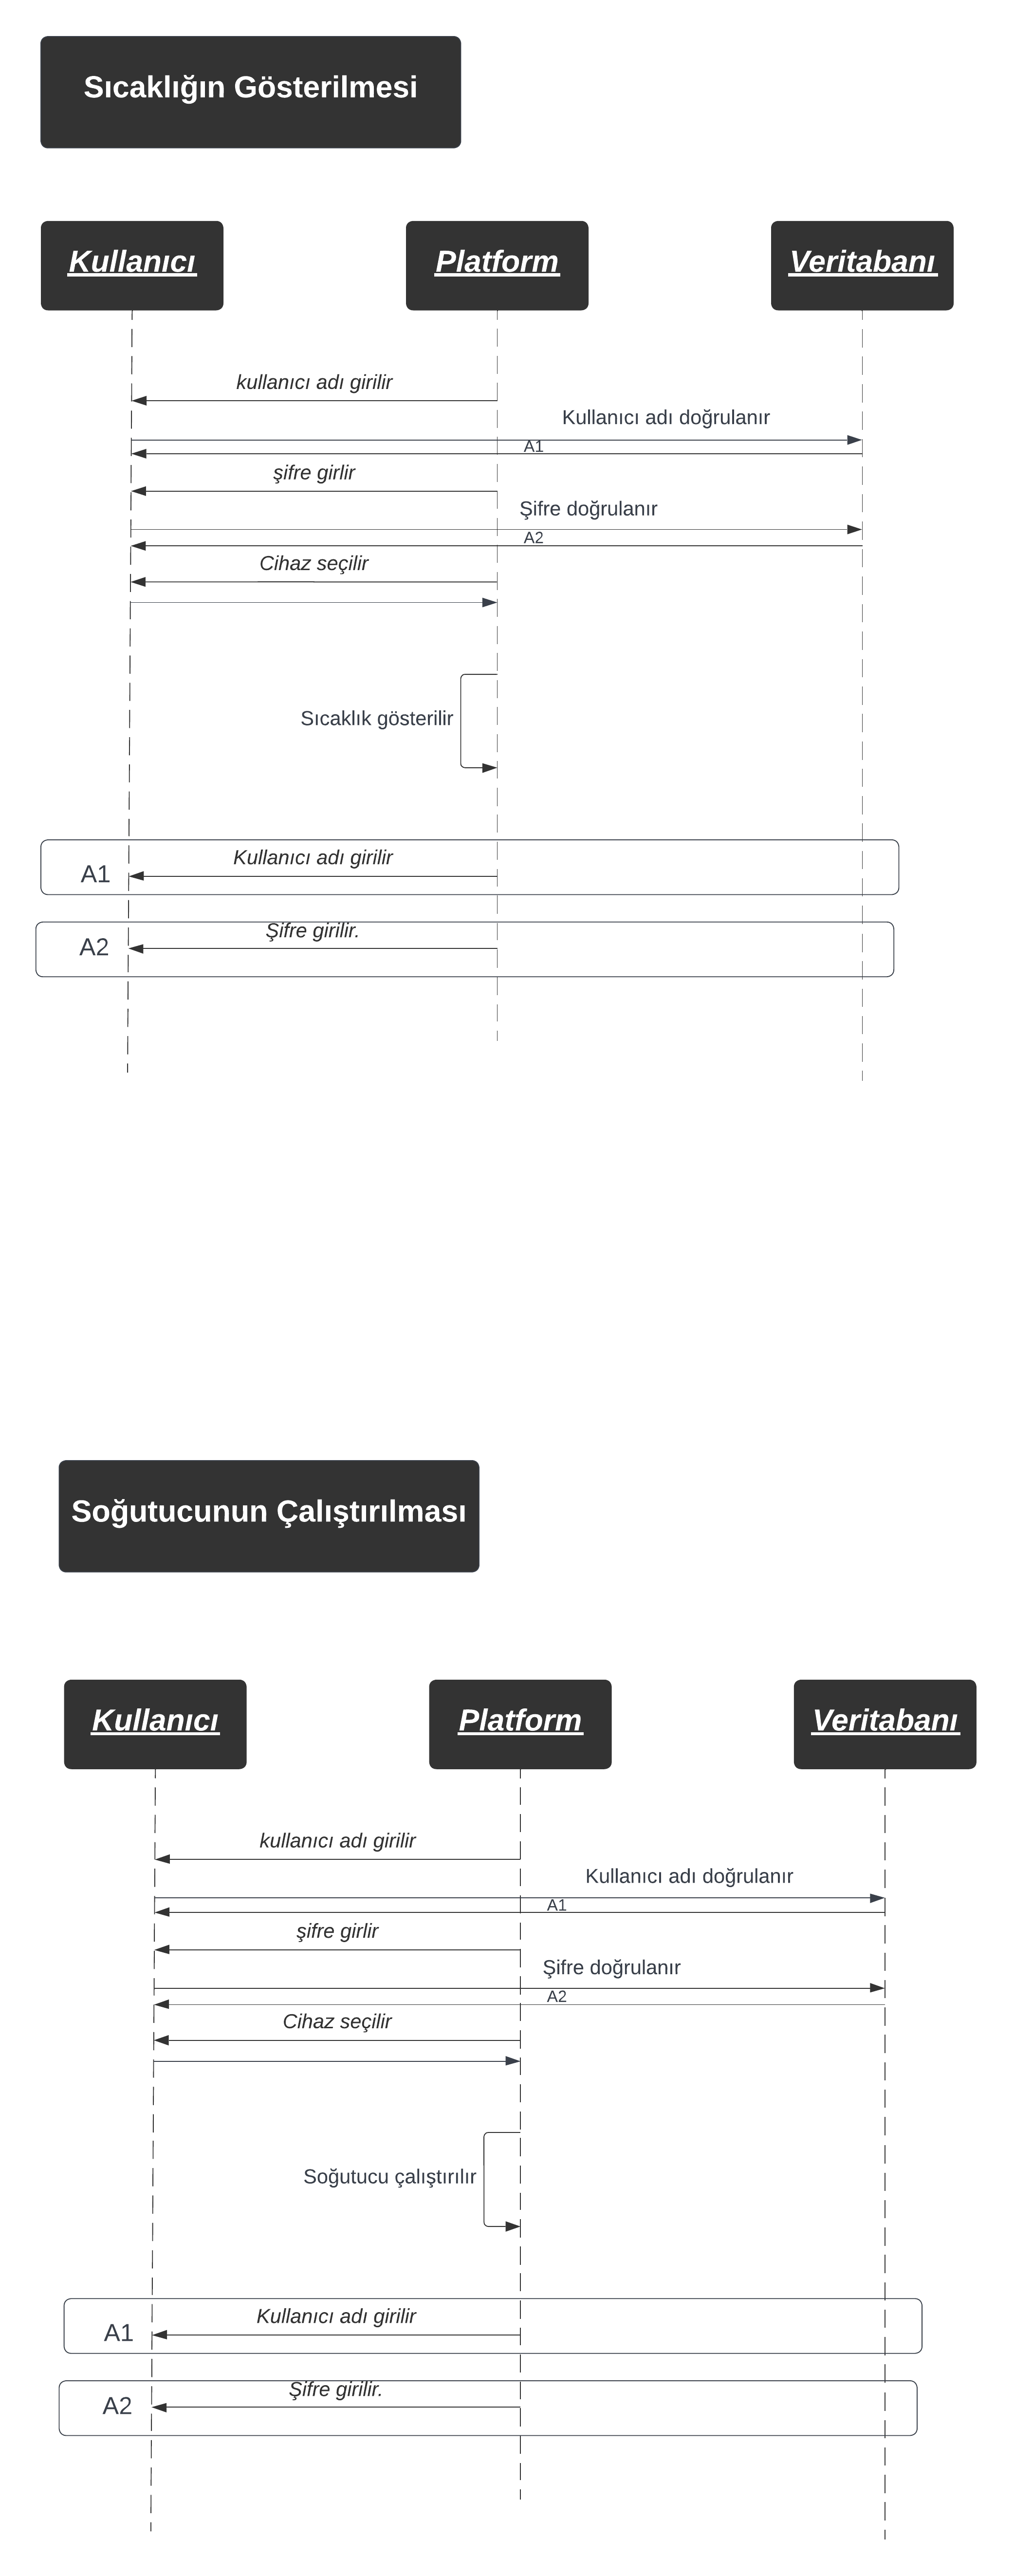 Sıcaklığın Gösterilmesi
Kullanıcı
Platform
Veritabanı
kullanıcı adı girilir
Kullanıcı adı doğrulanır
A1
şifre girlir
Şifre doğrulanır
A2
Cihaz seçilir
Sıcaklık gösterilir
Kullanıcı adı girilir
A1
Şifre girilir.
A2
Soğutucunun Çalıştırılması
Kullanıcı
Platform
Veritabanı
kullanıcı adı girilir
Kullanıcı adı doğrulanır
A1
şifre girlir
Şifre doğrulanır
A2
Cihaz seçilir
Soğutucu çalıştırılır
Kullanıcı adı girilir
A1
Şifre girilir.
A2